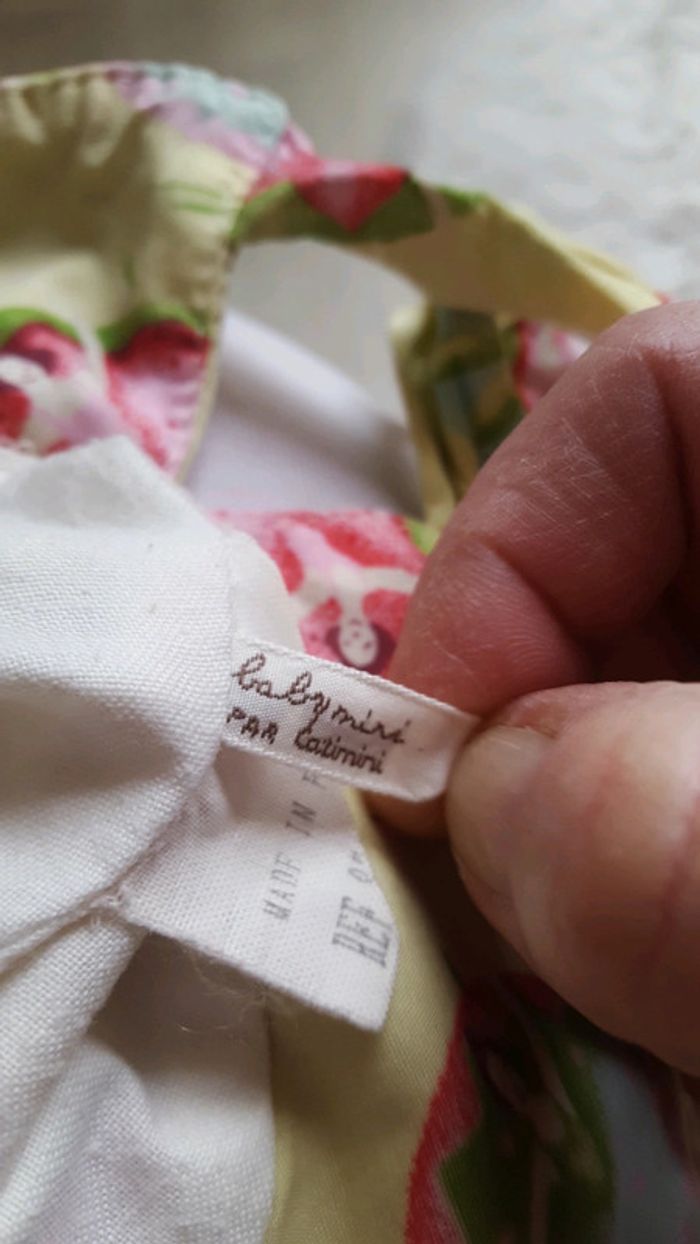 babymini
PAR Catimini
MADE IN F
REF